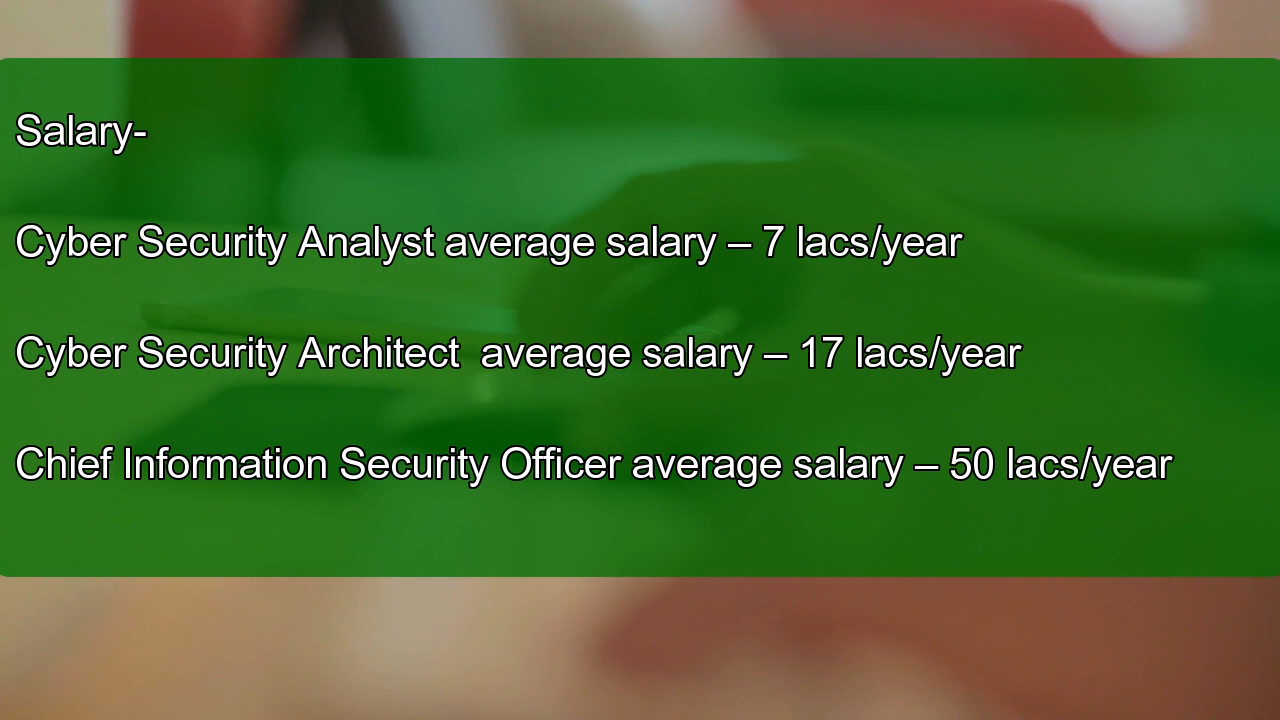 Salary-
Cyber Security Analyst average salary – 7 lacs/year
Cyber Security Architect  average salary – 17 lacs/year
Chief Information Security Officer average salary – 50 lacs/year